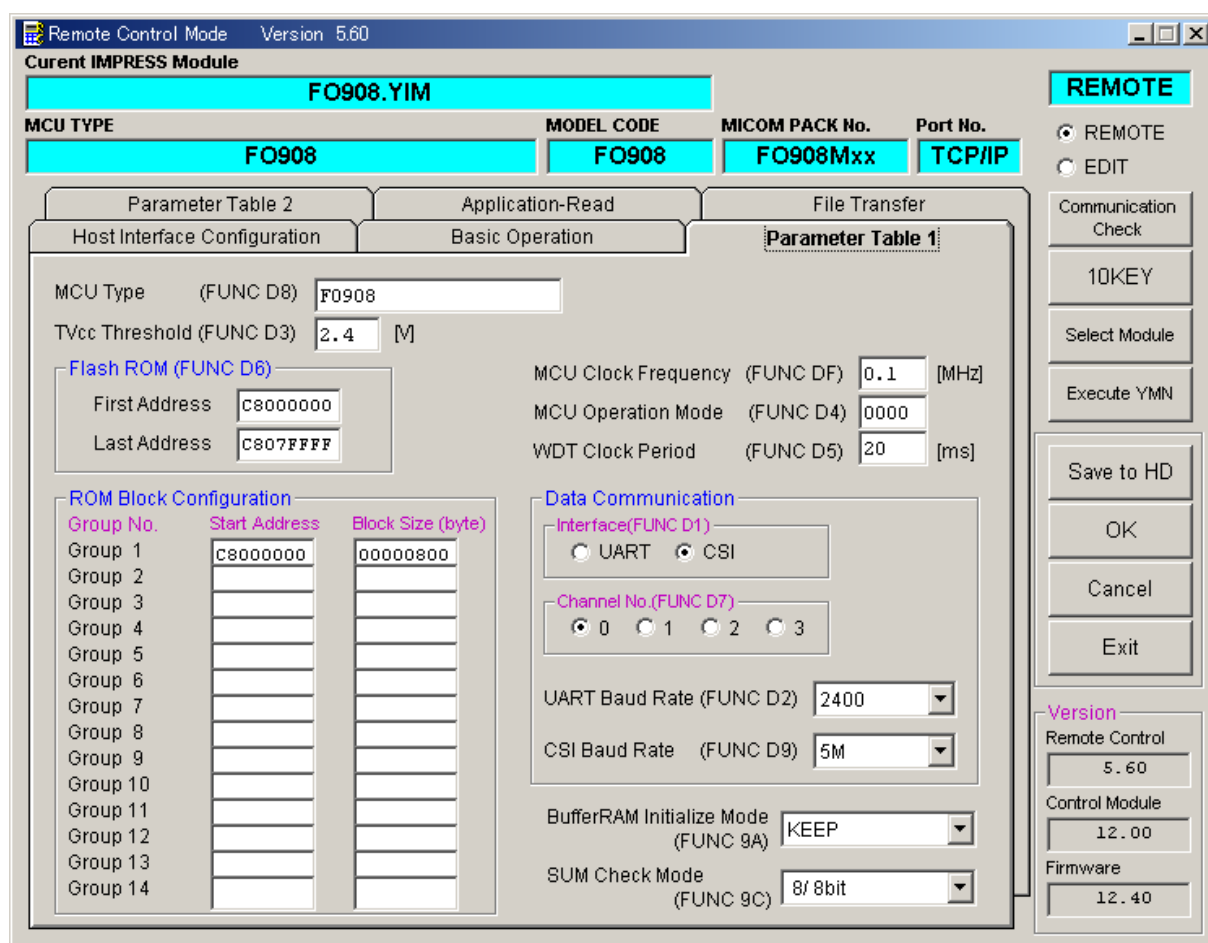 Remote Control Mode Version 5.60
Curent IMPRESS Module
FO908.YIM
REMOTE
MCU TYPE MODEL CODE MICOM PACK No. Port No.
FO908 FO908 FO908Mxx TCP/IP
REMOTE
EDIT
Parameter Table 2 Application-Read File Transfer
Host Interface Configuration Basic Operation Parameter Table 1
MCU Type (FUNC D8) FO908
TVcc Threshold (FUNC D3) 2.4 [V]
Flash ROM (FUNC D6)
First Address C8000000
Last Address C807FFFF
MCU Clock Frequency (FUNC DF) 0.1 [MHz]
MCU Operation Mode (FUNC D4) 0000
WDT Clock Period (FUNC D5) 20 [ms]
ROM Block Configuration
Group No. Start Address Block Size (byte)
Group 1 C8000000 00000800
Group 2
Group 3
Group 4
Group 5
Group 6
Group 7
Group 8
Group 9
Group 10
Group 11
Group 12
Group 13
Group 14
Data Communication
Interface(FUNC D1)
UART CSI
Channel No.(FUNC D7)
0 1 2 3
UART Baud Rate (FUNC D2) 2400
CSI Baud Rate (FUNC D9) 5M
BufferRAM Initialize Mode
(FUNC 9A) KEEP
SUM Check Mode
(FUNC 9C) 8/ 8bit
Communication
Check
10KEY
Select Module
Execute YMN
Save to HD
OK
Cancel
Exit
Version
Remote Control
5.60
Control Module
12.00
Firmware
12.40